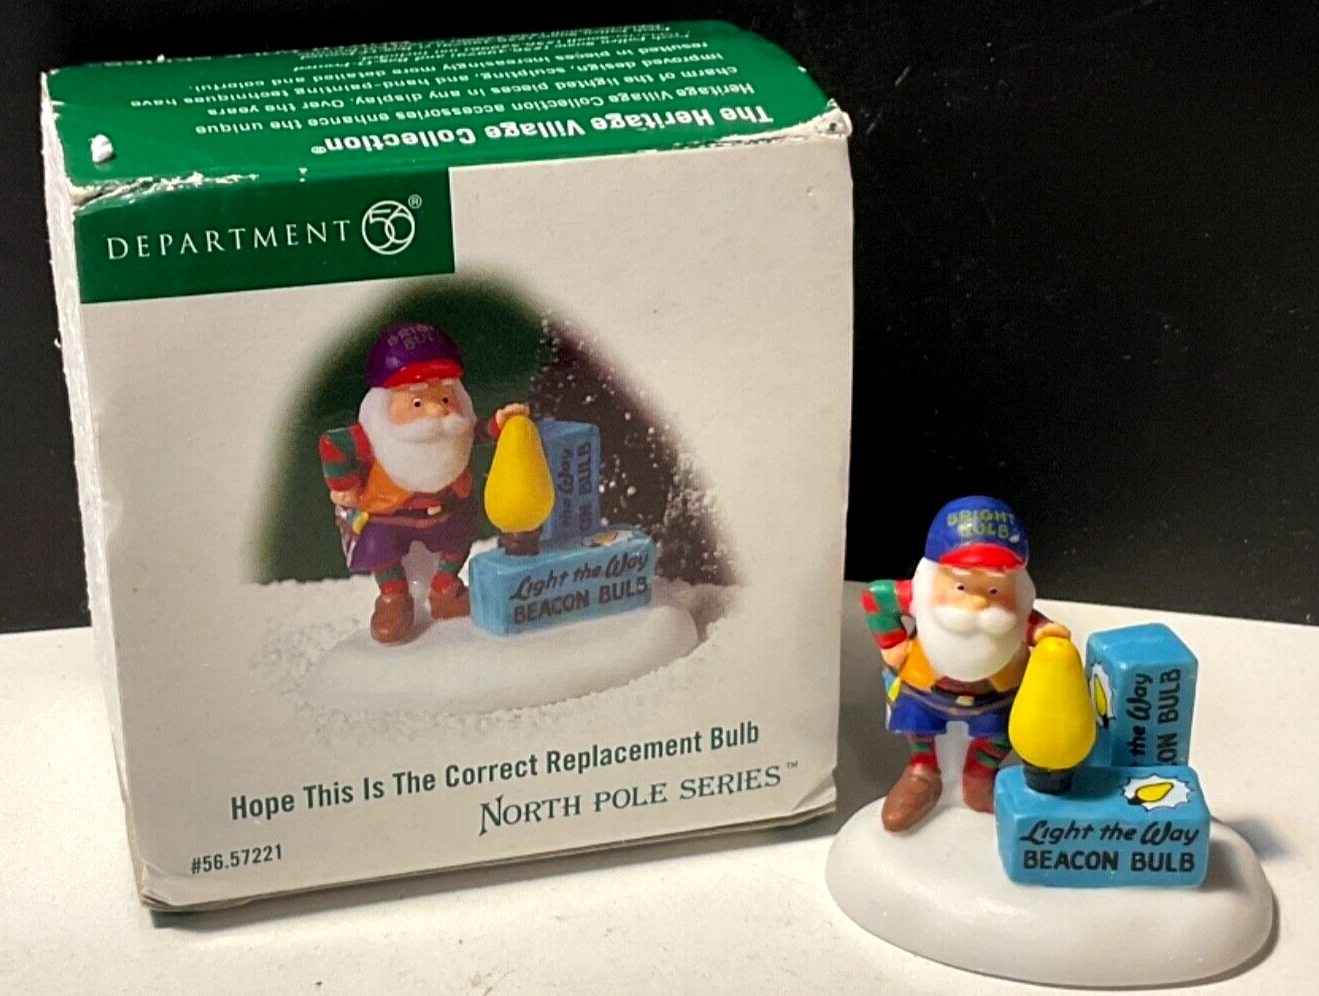 The Heritage Village Collection®
Heritage Village Collection accessories enhance the unique
charm of the lighted pieces in any display. Over the years
improved design, sculpting, and hand-painting techniques have
resulted in pieces increasingly more detailed and colorful.
DEPARTMENT 56®
BRIGHT
BUL
the Way
ON BULB
Light the Way
BEACON BULB
Hope This Is The Correct Replacement Bulb
NORTH POLE SERIES™
#56.57221
BRIGHT
BULB
the Way
ON BULB
Light the Way
BEACON BULB